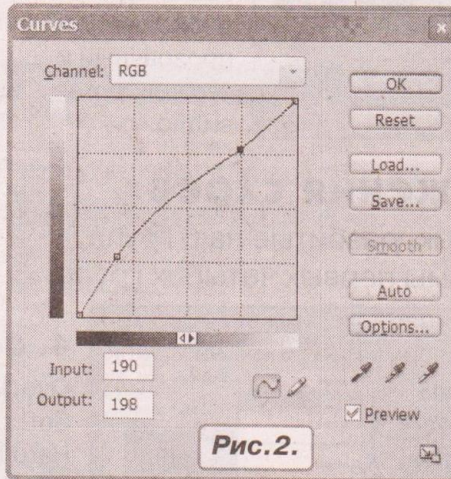 Curves
Channel: RGB
OK
Reset
Load...
Save...
Smooth
Auto
Options...
Input: 190
Output: 198
Preview
Рис.2.